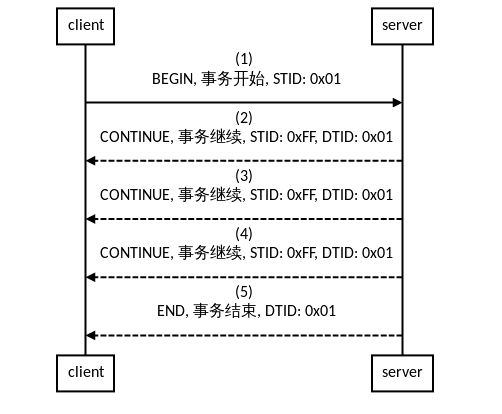 client server
(1)
BEGIN, 事务开始, STID: 0x01
(2)
CONTINUE, 事务继续, STID: 0xFF, DTID: 0x01
(3)
CONTINUE, 事务继续, STID: 0xFF, DTID: 0x01
(4)
CONTINUE, 事务继续, STID: 0xFF, DTID: 0x01
(5)
END, 事务结束, DTID: 0x01
client server